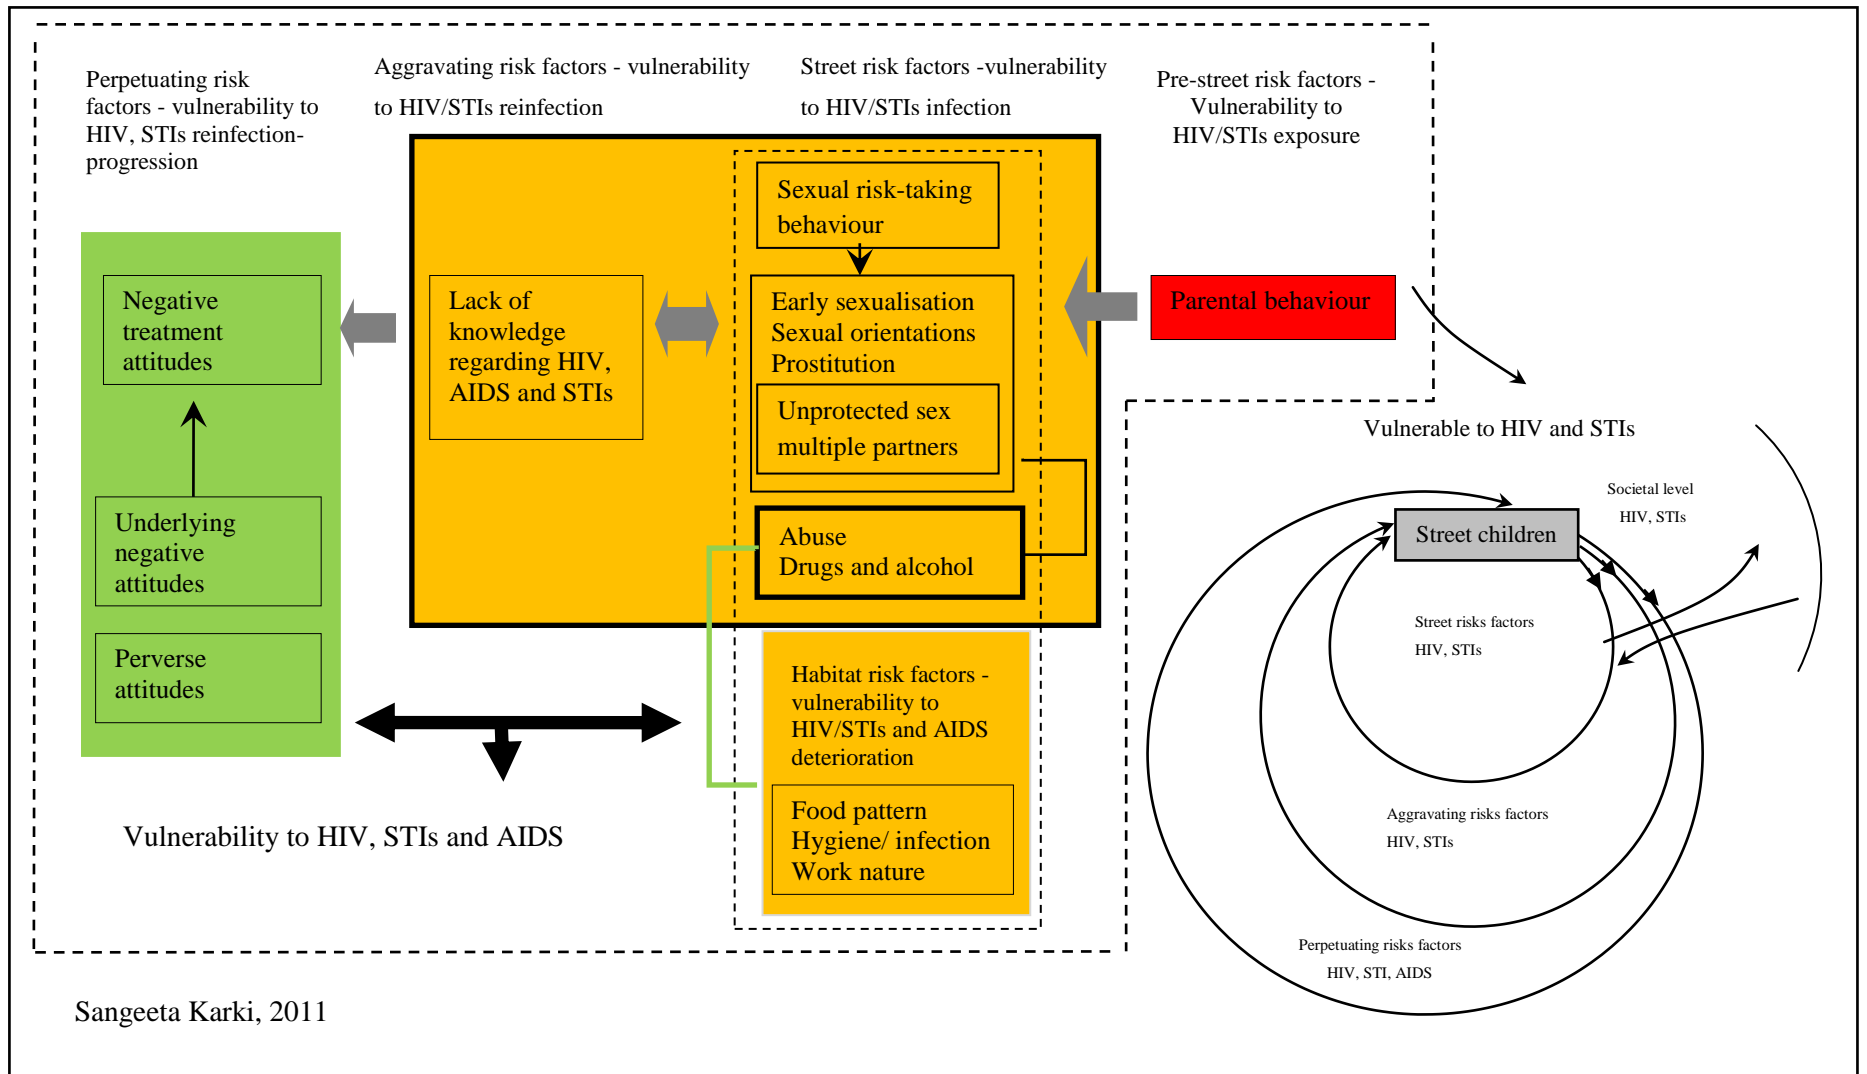 Perpetuating risk
factors - vulnerability to
HIV, STIs reinfection-
progression
Aggravating risk factors - vulnerability
to HIV/STIs reinfection
Street risk factors -vulnerability
to HIV/STIs infection
Pre-street risk factors -
Vulnerability to
HIV/STIs exposure
Negative
treatment
attitudes
Underlying
negative
attitudes
Perverse
attitudes
Lack of
knowledge
regarding HIV,
AIDS and STIs
Sexual risk-taking
behaviour
Early sexualisation
Sexual orientations
Prostitution
Unprotected sex
multiple partners
Abuse
Drugs and alcohol
Habitat risk factors -
vulnerability to
HIV/STIs and AIDS
deterioration
Food pattern
Hygiene/ infection
Work nature
Parental behaviour
Vulnerability to HIV, STIs and AIDS
Vulnerable to HIV and STIs
Societal level
HIV, STIs
Street children
Street risks factors
HIV, STIs
Aggravating risks factors
HIV, STIs
Perpetuating risks factors
HIV, STI, AIDS
Sangeeta Karki, 2011